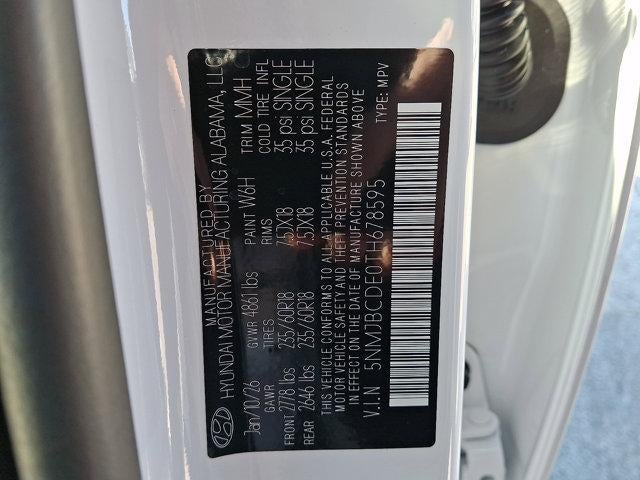 MANUFACTURED BY
HYUNDAI MOTOR MANUFACTURING ALABAMA, LLC
Jan/10/26 GVWR 4861 lbs PAINT W6H TRIM MMH
GAWR TIRES RIMS COLD TIRE INFL
FRONT 2778 lbs 235/60R18 7.5JX18 35 psi SINGLE
REAR 2646 lbs 235/60R18 7.5JX18 35 psi SINGLE
THIS VEHICLE CONFORMS TO ALL APPLICABLE U.S.A. FEDERAL
MOTOR VEHICLE SAFETY AND THEFT PREVENTION STANDARDS
IN EFFECT ON THE DATE OF MANUFACTURE SHOWN ABOVE
V.I.N 5NMJBCDE0TH678595 TYPE: MPV